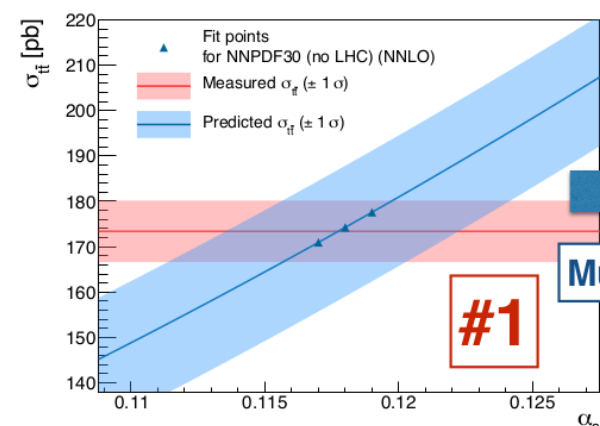 220
210
200
190
180
170
160
150
140
σtt̄ [pb]
Fit points
for NNPDF30 (no LHC) (NNLO)
Measured σtt̄ (± 1 σ)
Predicted σtt̄ (± 1 σ)
#1
0.11
0.115
0.12
0.125